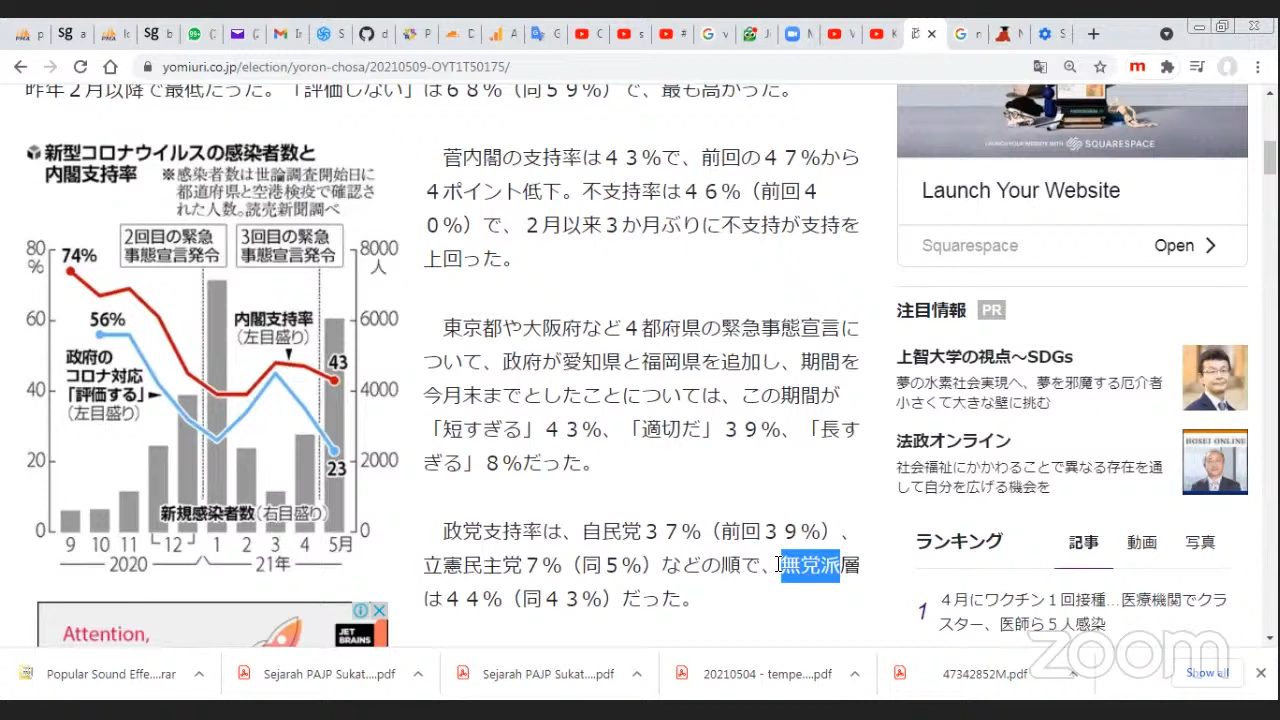 yomiuri.co.jp/election/yoron-chosa/20210509-OYT1T50175/
昨年２月以降で最低だった。「評価しない」は６８％（同５９％）で、最も高かった。
新型コロナウイルスの感染者数と
内閣支持率
※感染者数は世論調査開始日に
都道府県と空港検疫で確認さ
れた人数。読売新聞調べ
80
%
74%
2回目の緊急
事態宣言発令
3回目の緊急
事態宣言発令
8000
人
60
56%
内閣支持率
(左目盛り)
6000
政府の
コロナ対応
「評価する」
(左目盛り)
43
40
4000
20
23
2000
新規感染者数(右目盛り)
0
0
9 10 11 12 1 2 3 4 5月
2020 21年
菅内閣の支持率は４３％で、前回の４７％から
４ポイント低下。不支持率は４６％（前回４
０％）で、２月以来３か月ぶりに不支持が支持を
上回った。
東京都や大阪府など４都府県の緊急事態宣言に
ついて、政府が愛知県と福岡県を追加し、期間を
今月末までとしたことについては、この期間が
「短すぎる」４３％、「適切だ」３９％、「長す
ぎる」８％だった。
政党支持率は、自民党３７％（前回３９％）、
立憲民主党７％（同５％）などの順で、無党派層
は４４％（同４３％）だった。
Attention,
JET
BRAINS
LAUNCH YOUR WEBSITE WITH SQUARESPACE
Launch Your Website
Squarespace
Open
注目情報 PR
上智大学の視点～SDGs
夢の水素社会実現へ、夢を邪魔する厄介者
小さくて大きな壁に挑む
法政オンライン
社会福祉にかかわることで異なる存在を通
して自分を広げる機会を
HOSEI ONLINE
ランキング 記事 動画 写真
1 ４月にワクチン１回接種…医療機関でクラ
スター、医師ら５人感染
zoom
Popular Sound Effe....rar
Sejarah PAJP Sukat....pdf
Sejarah PAJP Sukat....pdf
20210504 - tempe....pdf
47342852M.pdf
Show all